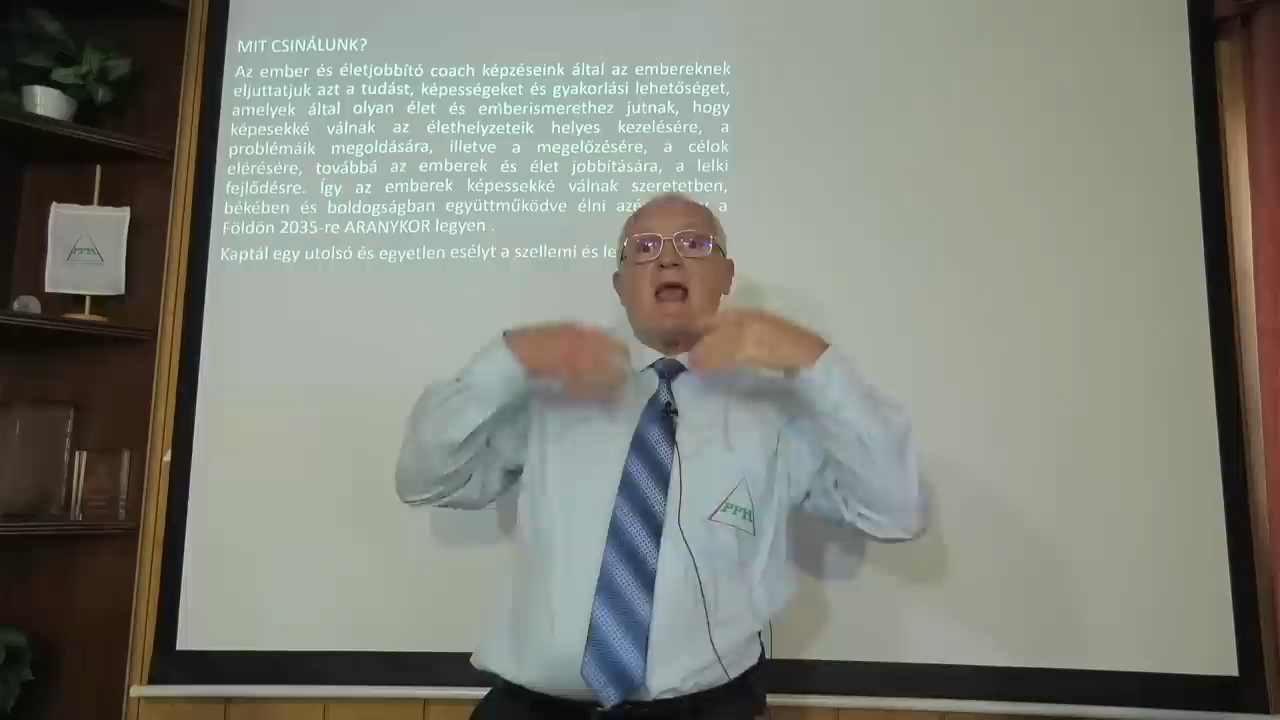 MIT CSINÁLUNK?
Az ember és életjobbító coach képzéseink által az embereknek
eljuttatjuk azt a tudást, képességeket és gyakorlási lehetőséget,
amelyek által olyan élet és emberismerethez jutnak, hogy
képesekké válnak az élethelyzeteik helyes kezelésére, a
problémáik megoldására, illetve a megelőzésére, a célok
elérésére, továbbá az emberek és élet jobbítására, a lelki
fejlődésre. Így az emberek képessekké válnak szeretetben,
békében és boldogságban együttműködve élni a
Földön 2035-re ARANYKOR legyen .
Kaptál egy utolsó és egyetlen esélyt a szellemi és
PPH
PPH